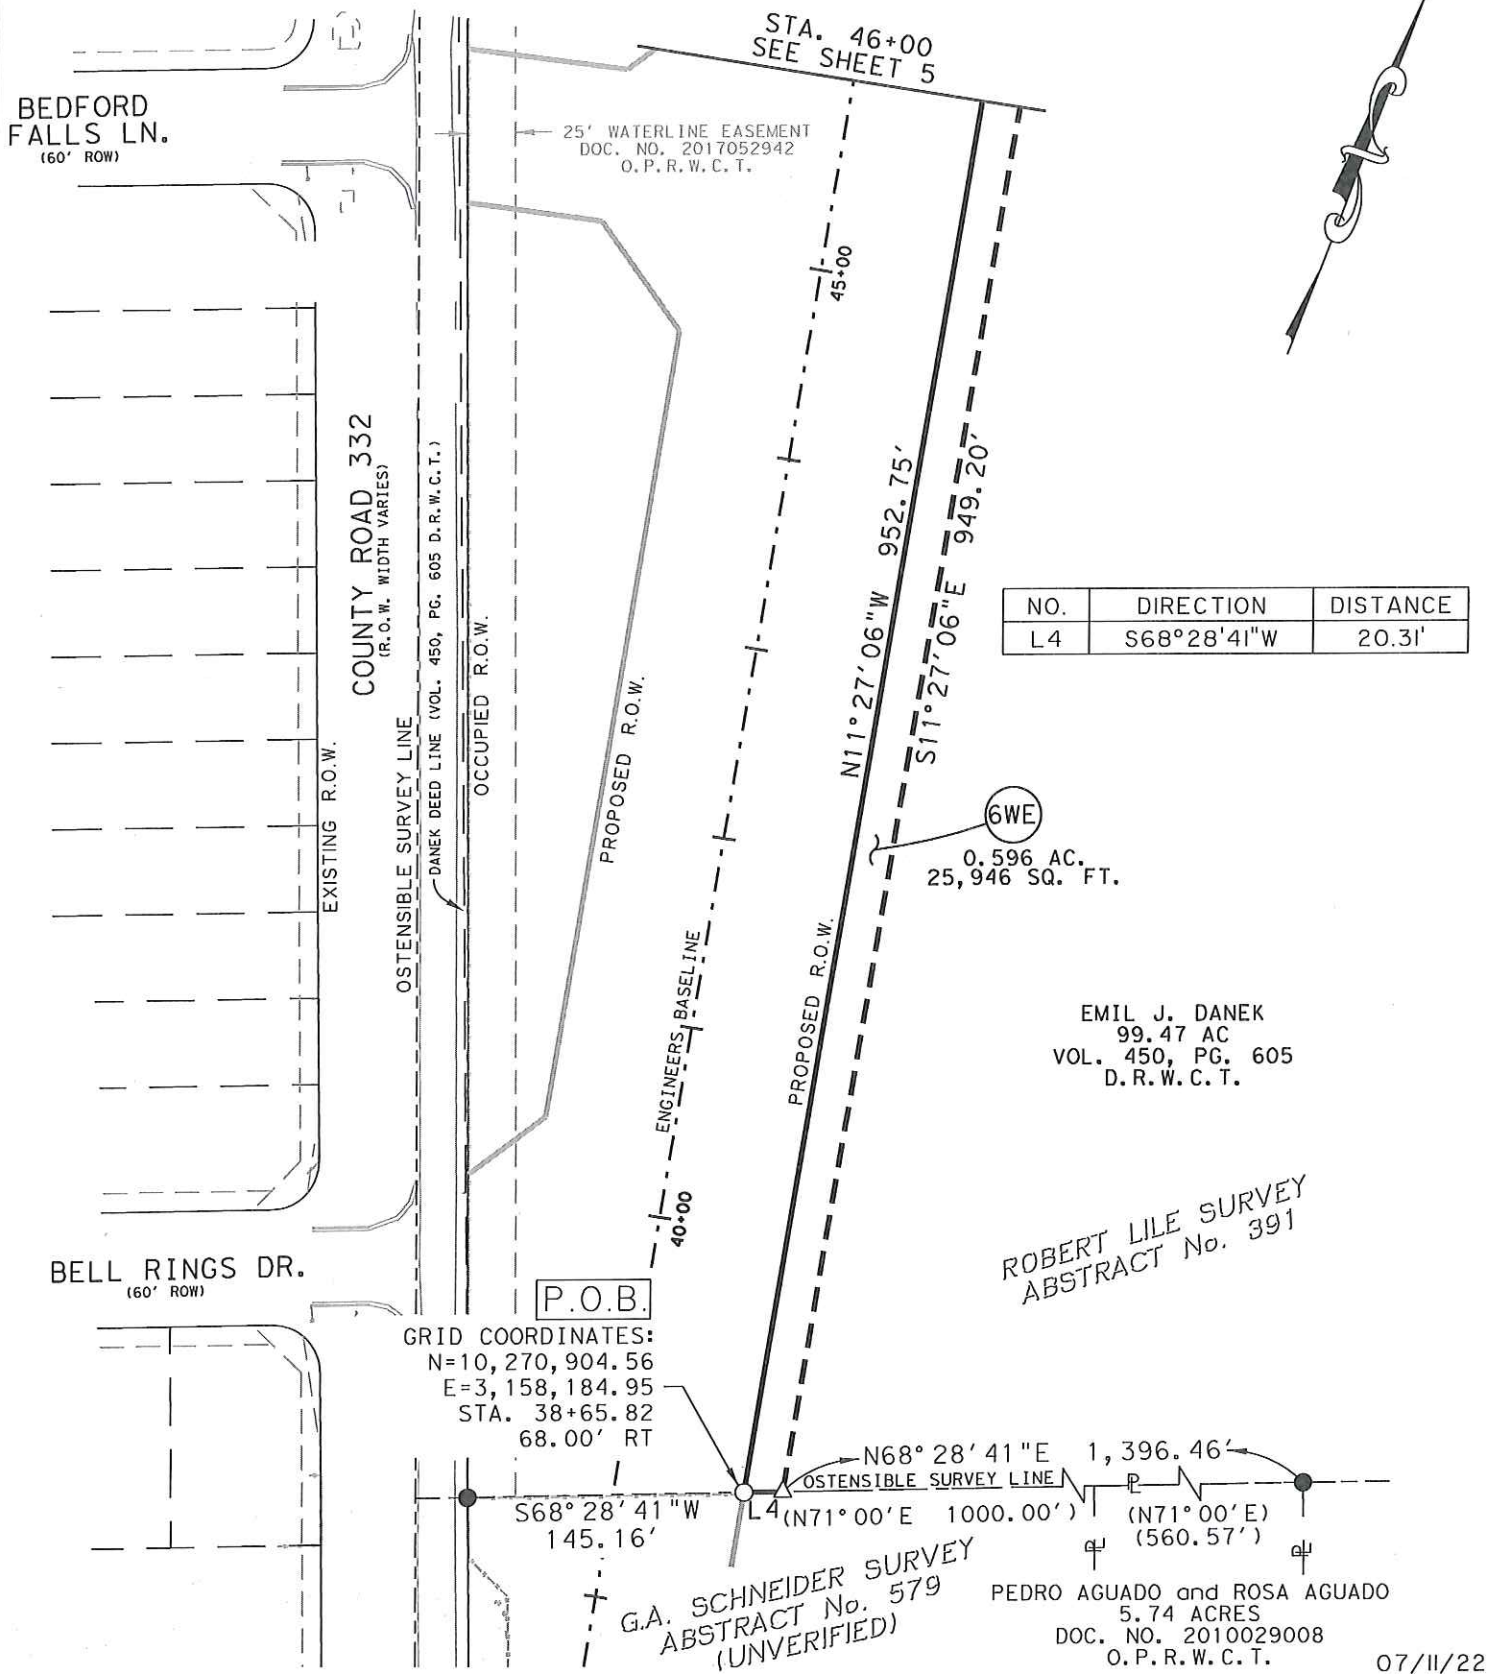 STA. 46+00
SEE SHEET 5
BEDFORD
FALLS LN.
(60' ROW)
25' WATERLINE EASEMENT
DOC. NO. 2017052942
O.P.R.W.C.T.
45+00
COUNTY ROAD 332
(R.O.W. WIDTH VARIES)
DANEK DEED LINE (VOL. 450, PG. 605 D.R.W.C.T.)
OSTENSIBLE SURVEY LINE
EXISTING R.O.W.
OCCUPIED R.O.W.
PROPOSED R.O.W.
N11°27'06"W 952.75'
S11°27'06"E 949.20'
NO. DIRECTION DISTANCE
L4 S68°28'41"W 20.31'
6WE
0.596 AC.
25,946 SQ. FT.
ENGINEERS BASELINE
PROPOSED R.O.W.
EMIL J. DANEK
99.47 AC
VOL. 450, PG. 605
D.R.W.C.T.
40+00
ROBERT LILE SURVEY
ABSTRACT No. 391
BELL RINGS DR.
(60' ROW)
P.O.B.
GRID COORDINATES:
N=10,270,904.56
E=3,158,184.95
STA. 38+65.82
68.00' RT
N68°28'41"E 1,396.46'
OSTENSIBLE SURVEY LINE
S68°28'41"W
145.16'
L4
(N71°00'E 1000.00')
(N71°00'E)
(560.57')
G.A. SCHNEIDER SURVEY
ABSTRACT No. 579
(UNVERIFIED)
PEDRO AGUADO and ROSA AGUADO
5.74 ACRES
DOC. NO. 2010029008
O.P.R.W.C.T.
07/11/22